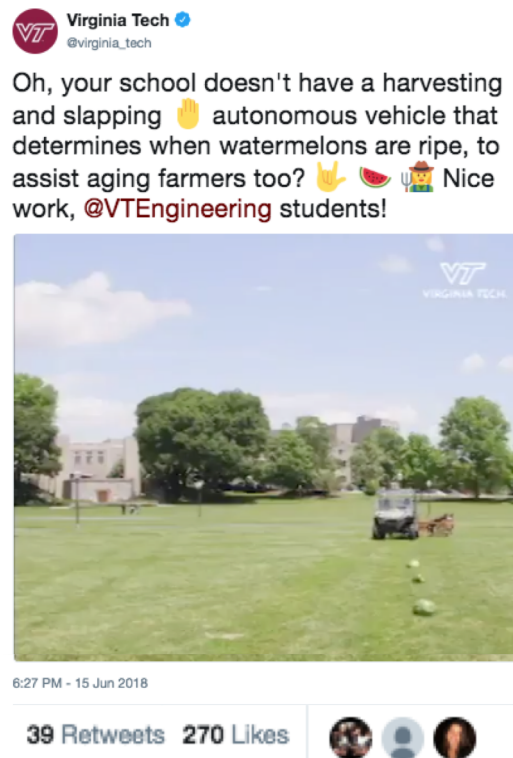 Virginia Tech
@virginia_tech
Oh, your school doesn't have a harvesting
and slapping 🤚 autonomous vehicle that
determines when watermelons are ripe, to
assist aging farmers too? 🤟 🍉 👩‍🌾 Nice
work, @VTEngineering students!
VT
VIRGINIA TECH
6:27 PM - 15 Jun 2018
39 Retweets 270 Likes